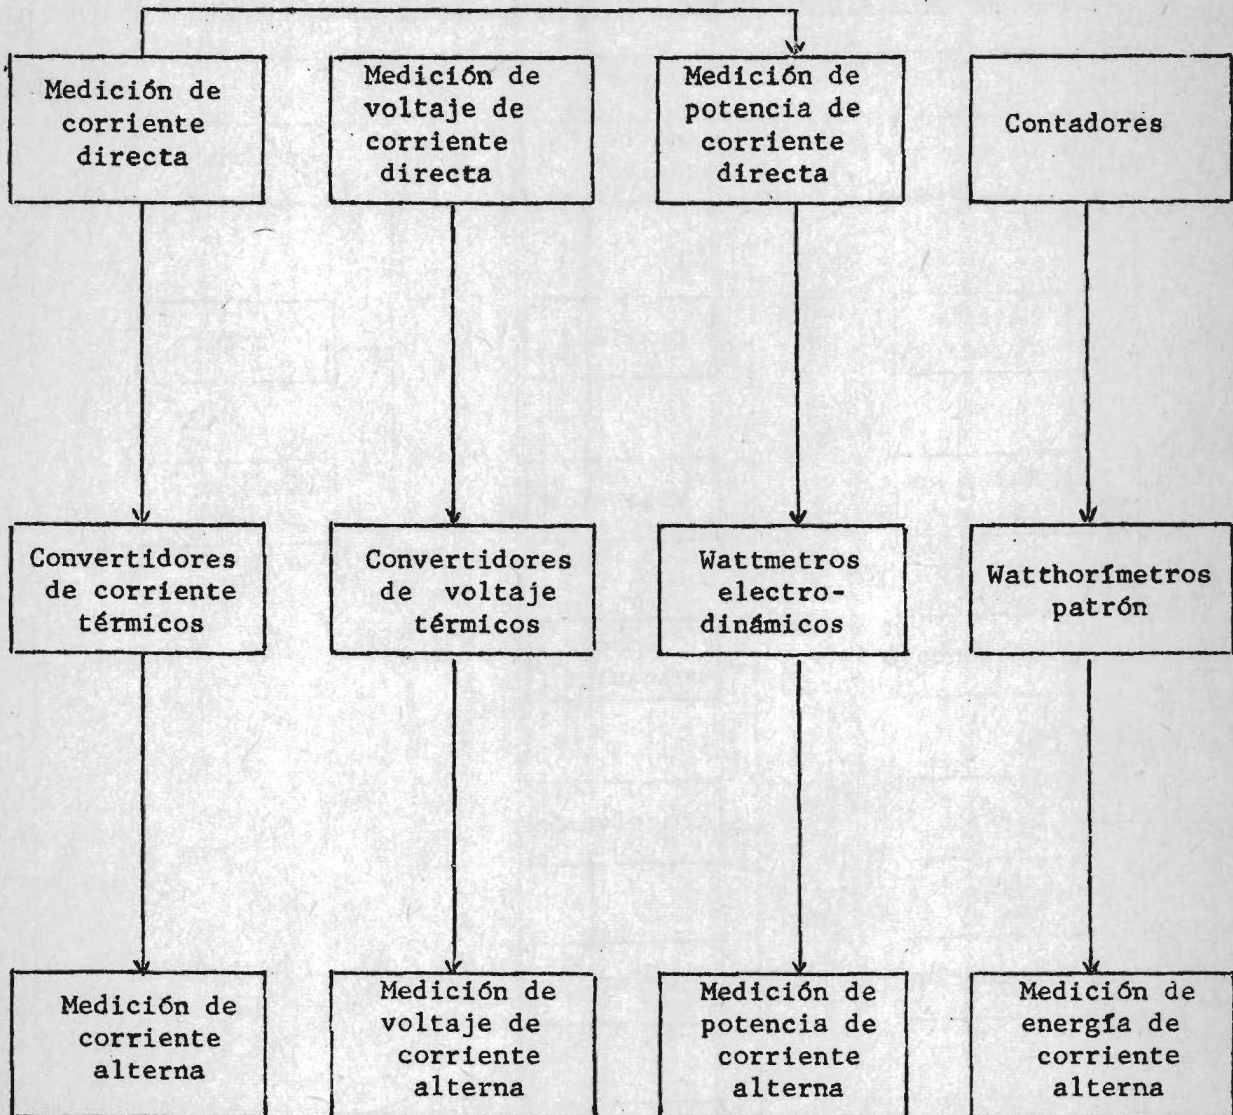 Medición de
corriente
directa
Medición de
voltaje de
corriente
directa
Medición de
potencia de
corriente
directa
Contadores
Convertidores
de corriente
térmicos
Convertidores
de voltaje
térmicos
Wattmetros
electro-
dinámicos
Watthorímetros
patrón
Medición de
corriente
alterna
Medición de
voltaje de
corriente
alterna
Medición de
potencia de
corriente
alterna
Medición de
energía de
corriente
alterna